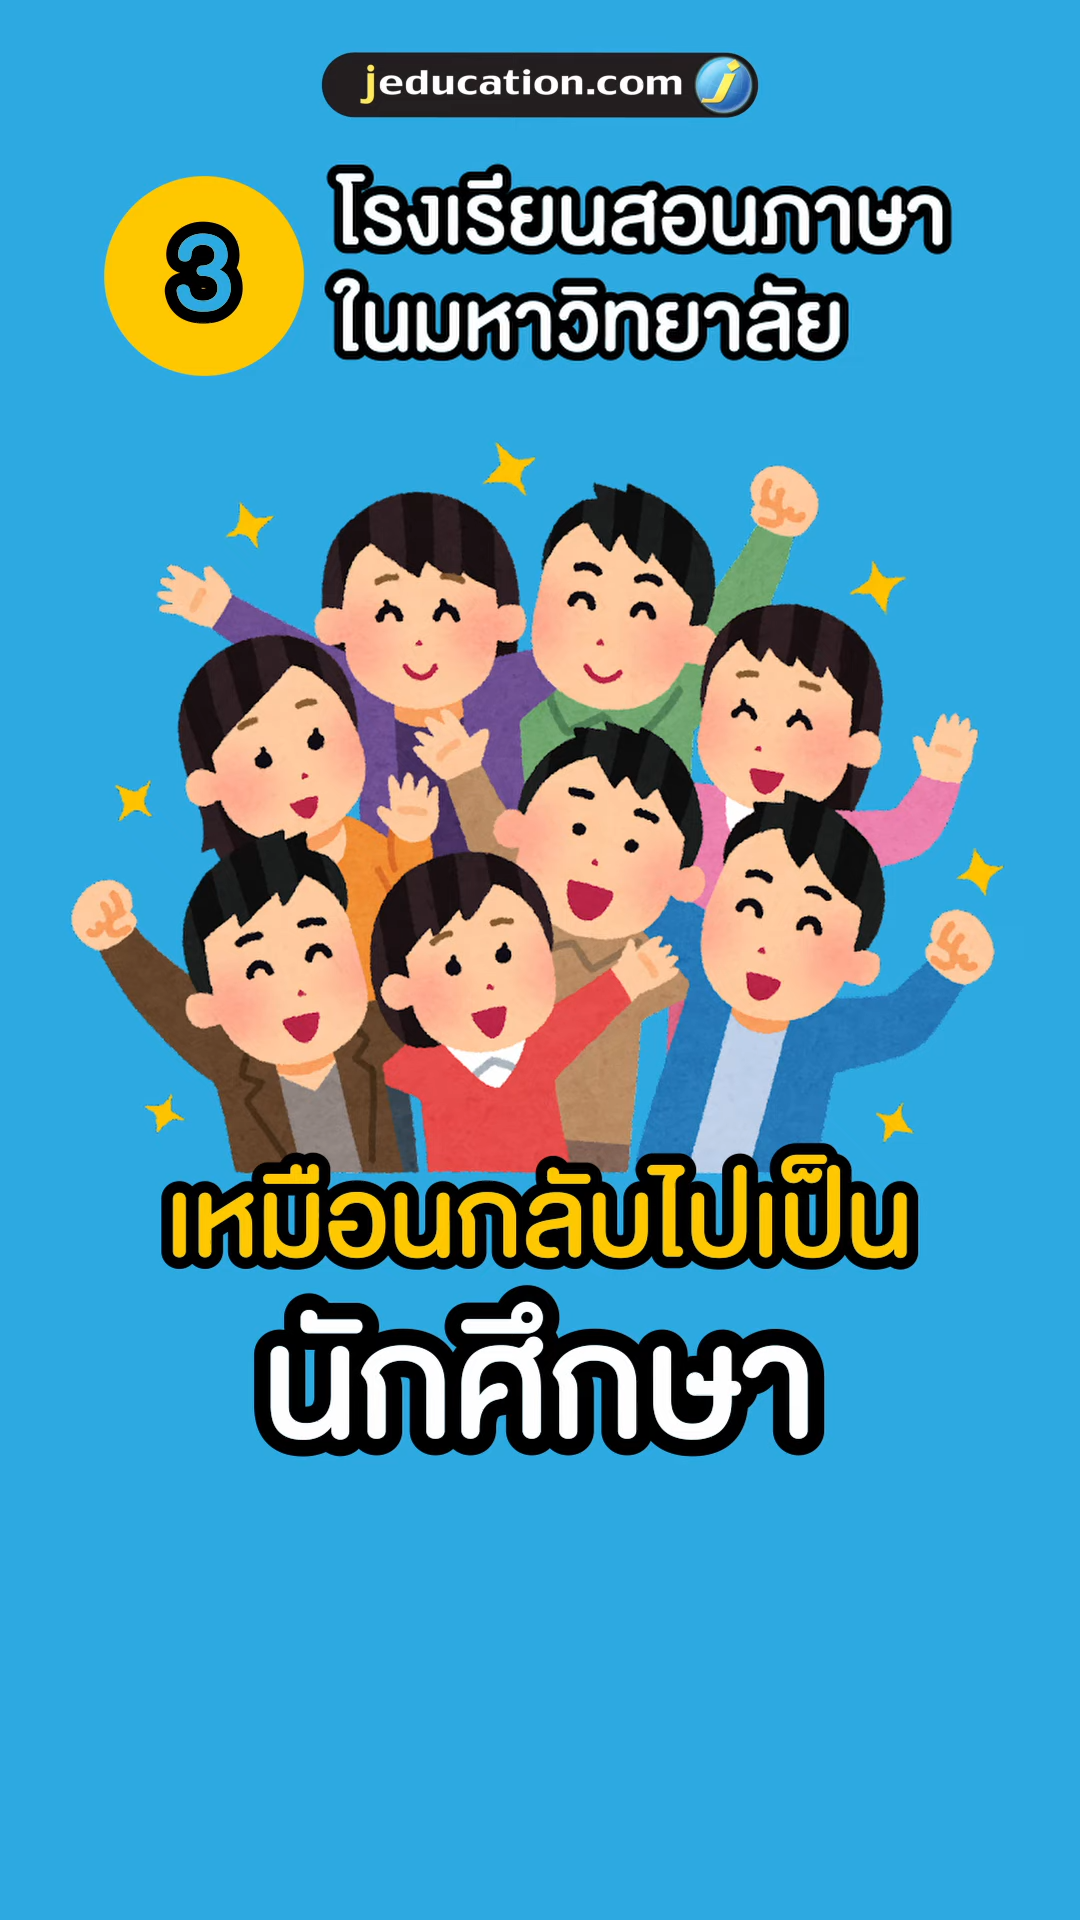 jeducation.com
3
โรงเรียนสอนภาษา
ในมหาวิทยาลัย
เหมือนกลับไปเป็น
นักศึกษา